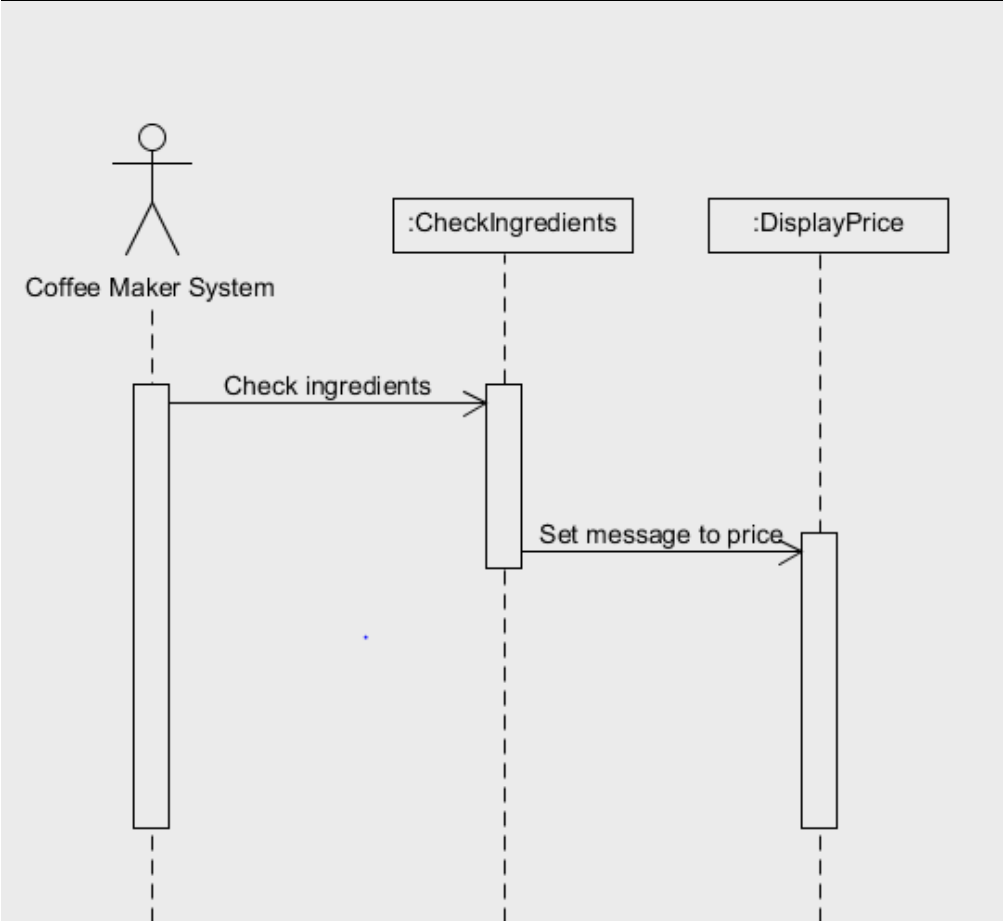 :CheckIngredients
:DisplayPrice
Coffee Maker System
Check ingredients
Set message to price